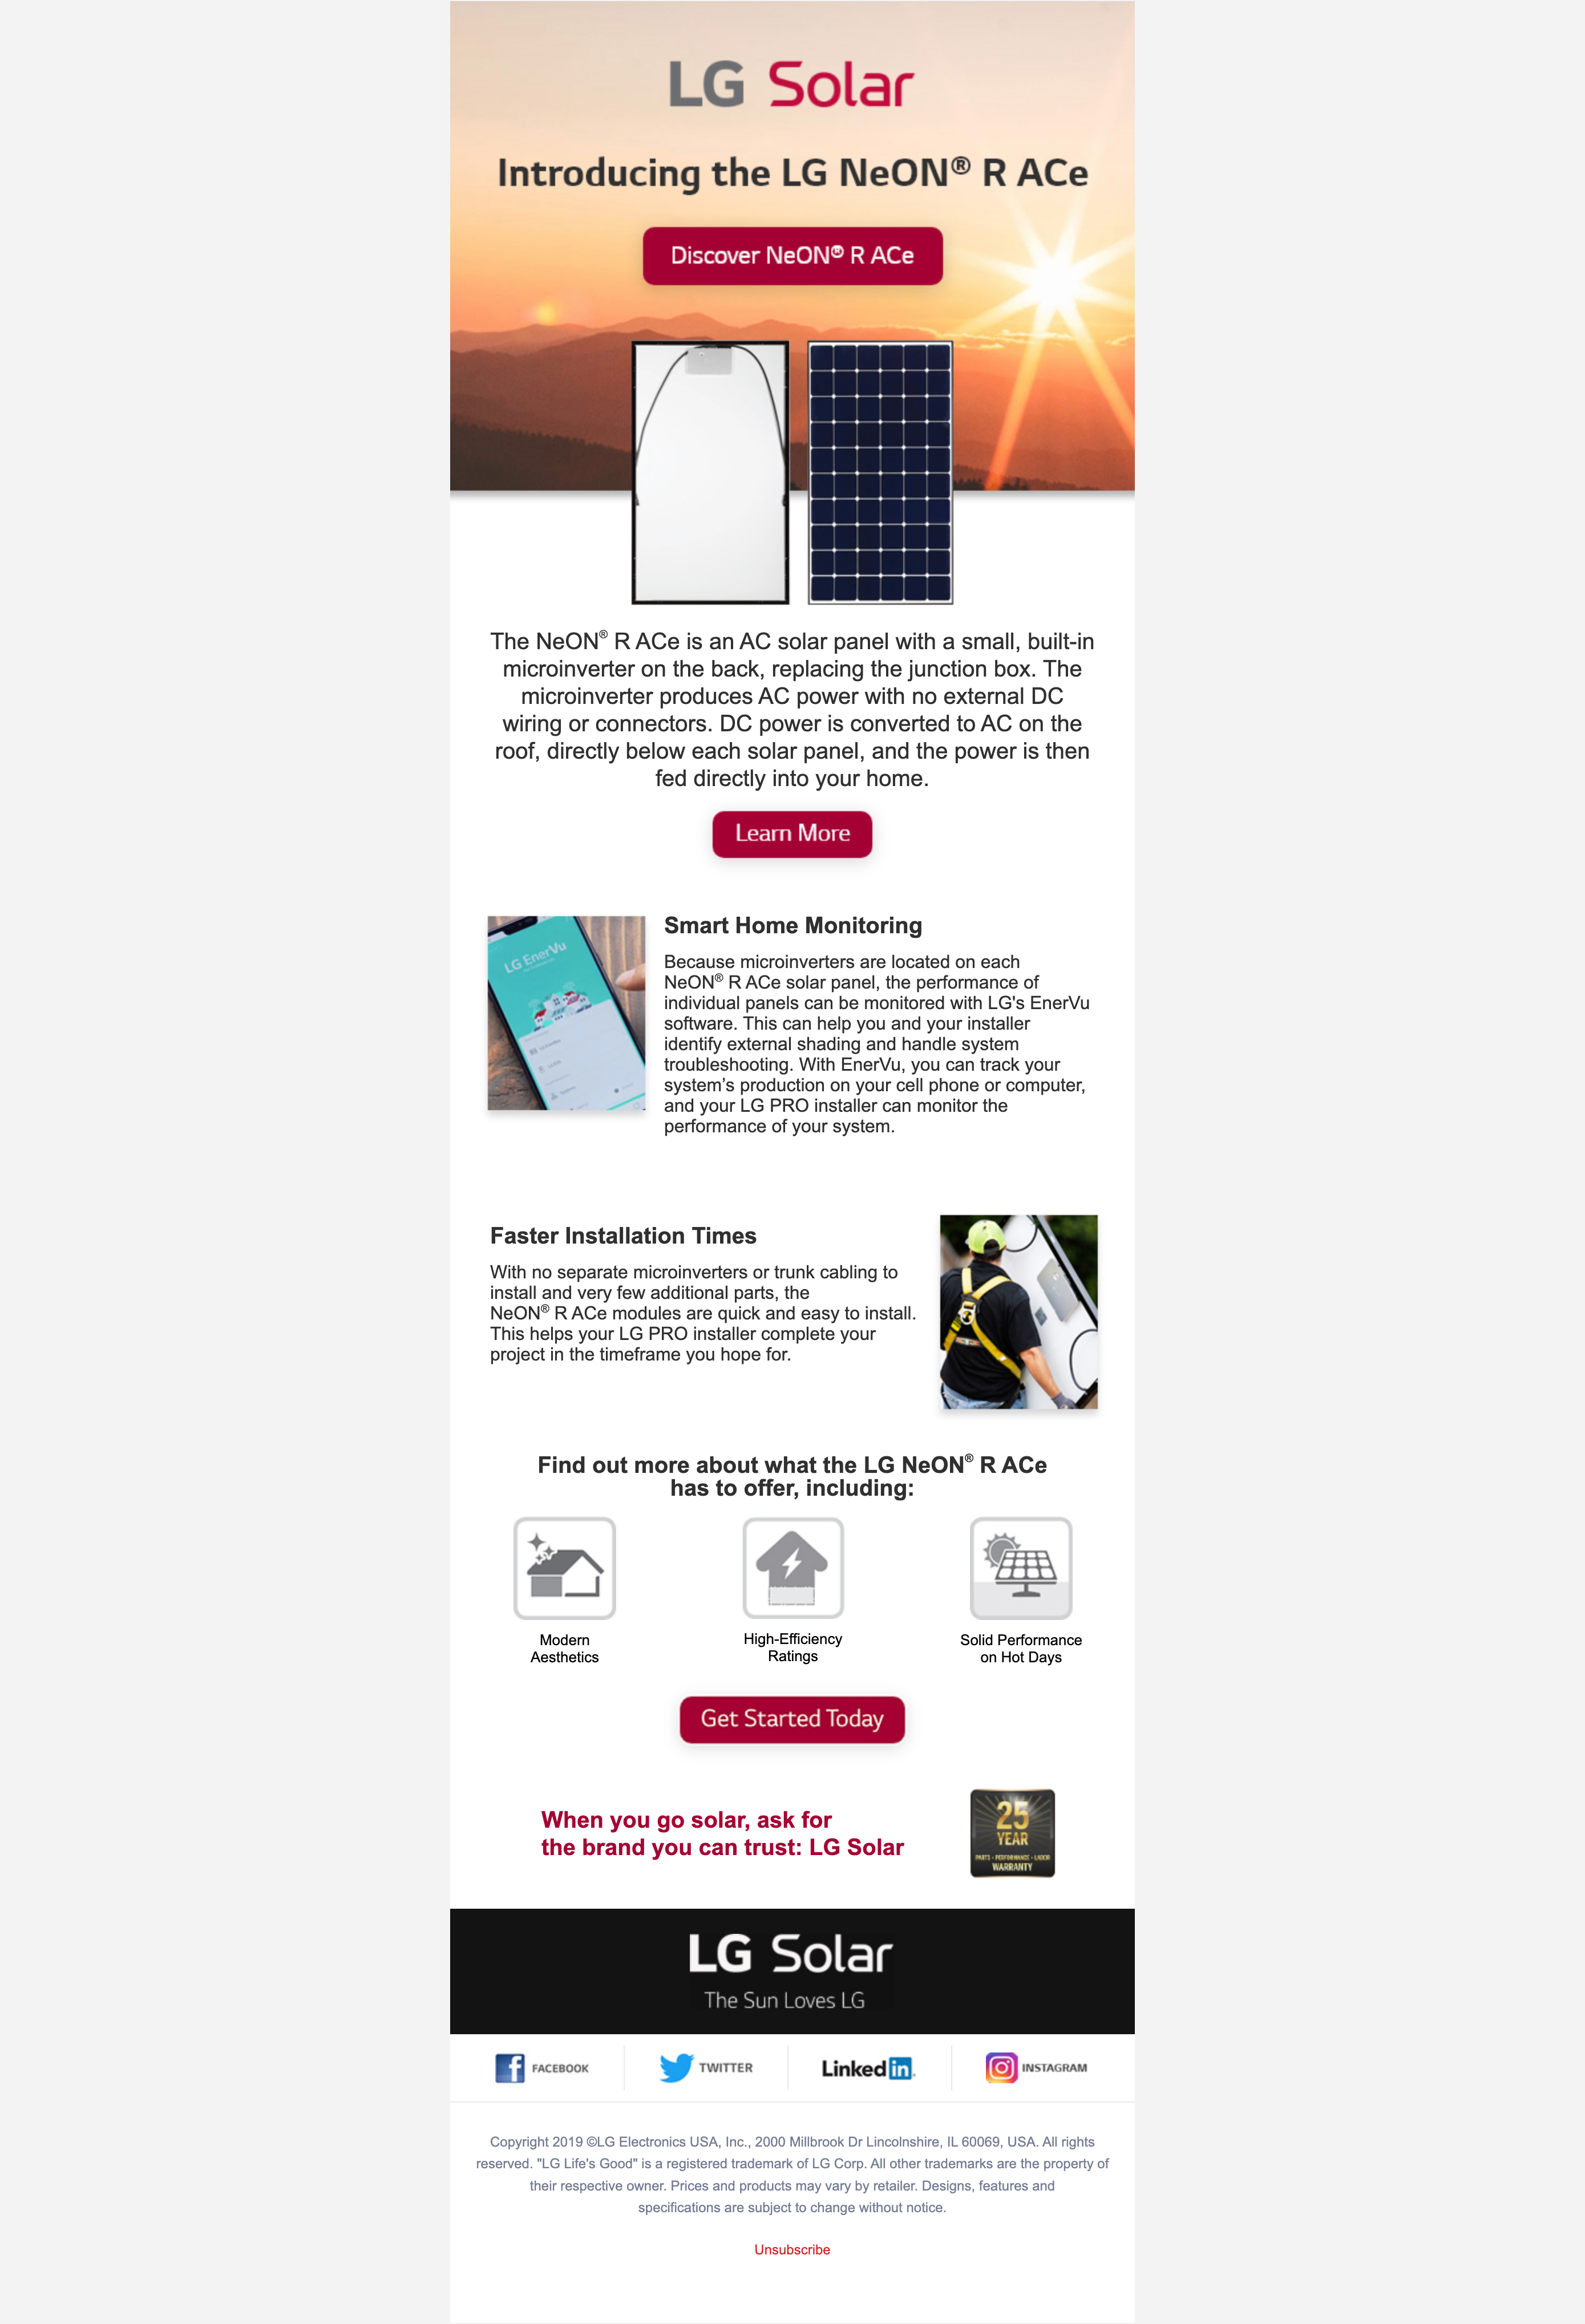 LG Solar
Introducing the LG NeON® R ACe
Discover NeON® R ACe
The NeON® R ACe is an AC solar panel with a small, built-in
microinverter on the back, replacing the junction box. The
microinverter produces AC power with no external DC
wiring or connectors. DC power is converted to AC on the
roof, directly below each solar panel, and the power is then
fed directly into your home.
Learn More
LG EnerVu
Smart Home Monitoring
Because microinverters are located on each
NeON® R ACe solar panel, the performance of
individual panels can be monitored with LG's EnerVu
software. This can help you and your installer
identify external shading and handle system
troubleshooting. With EnerVu, you can track your
system’s production on your cell phone or computer,
and your LG PRO installer can monitor the
performance of your system.
Faster Installation Times
With no separate microinverters or trunk cabling to
install and very few additional parts, the
NeON® R ACe modules are quick and easy to install.
This helps your LG PRO installer complete your
project in the timeframe you hope for.
Find out more about what the LG NeON® R ACe
has to offer, including:
Modern
Aesthetics
High-Efficiency
Ratings
Solid Performance
on Hot Days
Get Started Today
When you go solar, ask for
the brand you can trust: LG Solar
25
YEAR
PARTS • PERFORMANCE • LABOR
WARRANTY
LG Solar
The Sun Loves LG
FACEBOOK
TWITTER
Linked in
INSTAGRAM
Copyright 2019 ©LG Electronics USA, Inc., 2000 Millbrook Dr Lincolnshire, IL 60069, USA. All rights
reserved. "LG Life's Good" is a registered trademark of LG Corp. All other trademarks are the property of
their respective owner. Prices and products may vary by retailer. Designs, features and
specifications are subject to change without notice.
Unsubscribe